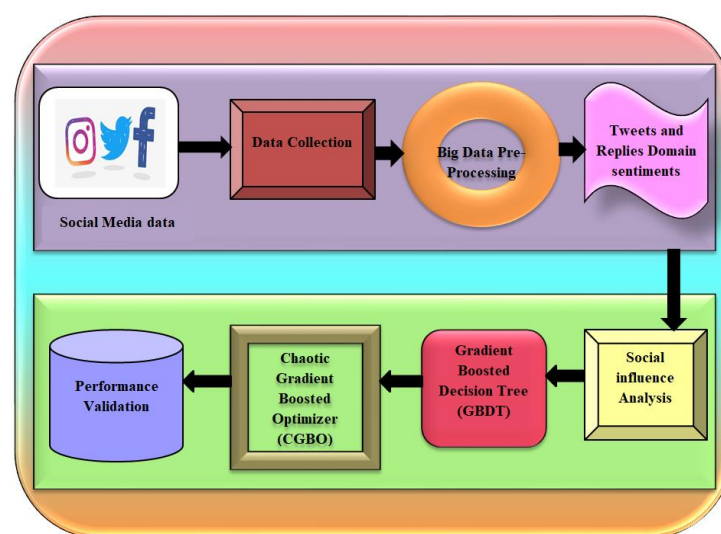 Social Media data
Data Collection
Big Data Pre-
Processing
Tweets and
Replies Domain
sentiments
Social
influence
Analysis
Gradient
Boosted
Decision Tree
(GBDT)
Chaotic
Gradient
Boosted
Optimizer
(CGBO)
Performance
Validation